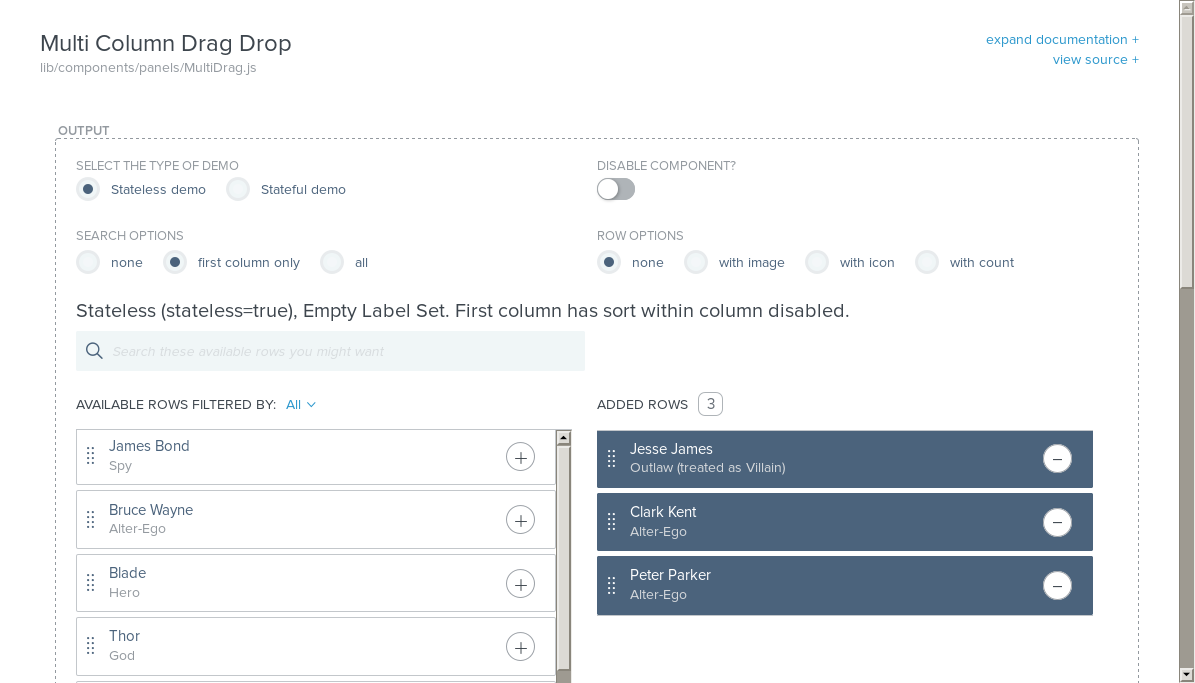 Multi Column Drag Drop
lib/components/panels/MultiDrag.js
expand documentation +
view source +
OUTPUT
SELECT THE TYPE OF DEMO
Stateless demo
Stateful demo
DISABLE COMPONENT?
SEARCH OPTIONS
none
first column only
all
ROW OPTIONS
none
with image
with icon
with count
Stateless (stateless=true), Empty Label Set. First column has sort within column disabled.
Search these available rows you might want
AVAILABLE ROWS FILTERED BY: All
James Bond
Spy
Bruce Wayne
Alter-Ego
Blade
Hero
Thor
God
ADDED ROWS 3
Jesse James
Outlaw (treated as Villain)
Clark Kent
Alter-Ego
Peter Parker
Alter-Ego